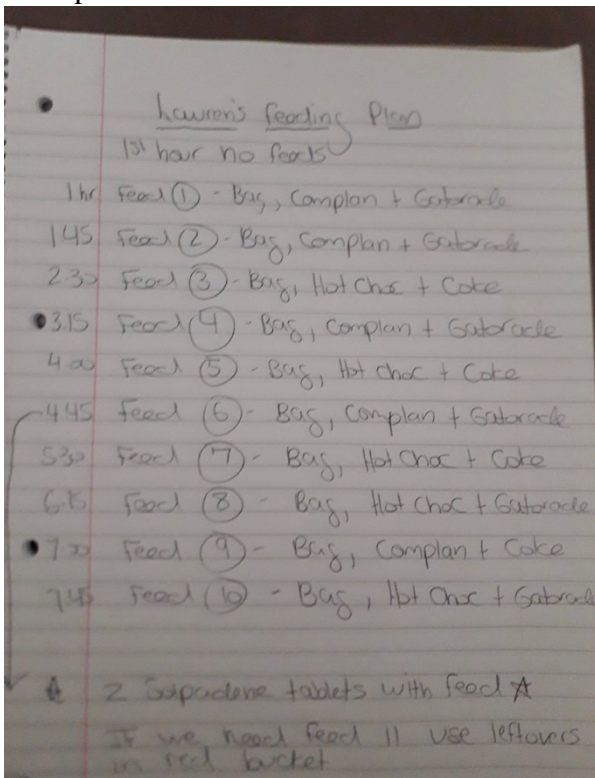 Lauren's Feeding Plan
1st hour no feeds
1hr Feed 1 - Bag, Complan + Gatorade
1.45 Feed 2 - Bag, Complan + Gatorade
2.30 Feed 3 - Bag, Hot Choc + Coke
3.15 Feed 4 - Bag, Complan + Gatorade
4.00 Feed 5 - Bag, Hot Choc + Coke
4.45 Feed 6 - Bag, Complan + Gatorade
5.30 Feed 7 - Bag, Hot Choc + Coke
6.15 Feed 8 - Bag, Hot Choc + Gatorade
7.00 Feed 9 - Bag, Complan + Coke
7.45 Feed 10 - Bag, Hot Choc + Gatorade
☆ 2 Solpadene tablets with feed ☆
If we need feed 11 use leftovers
in red bucket